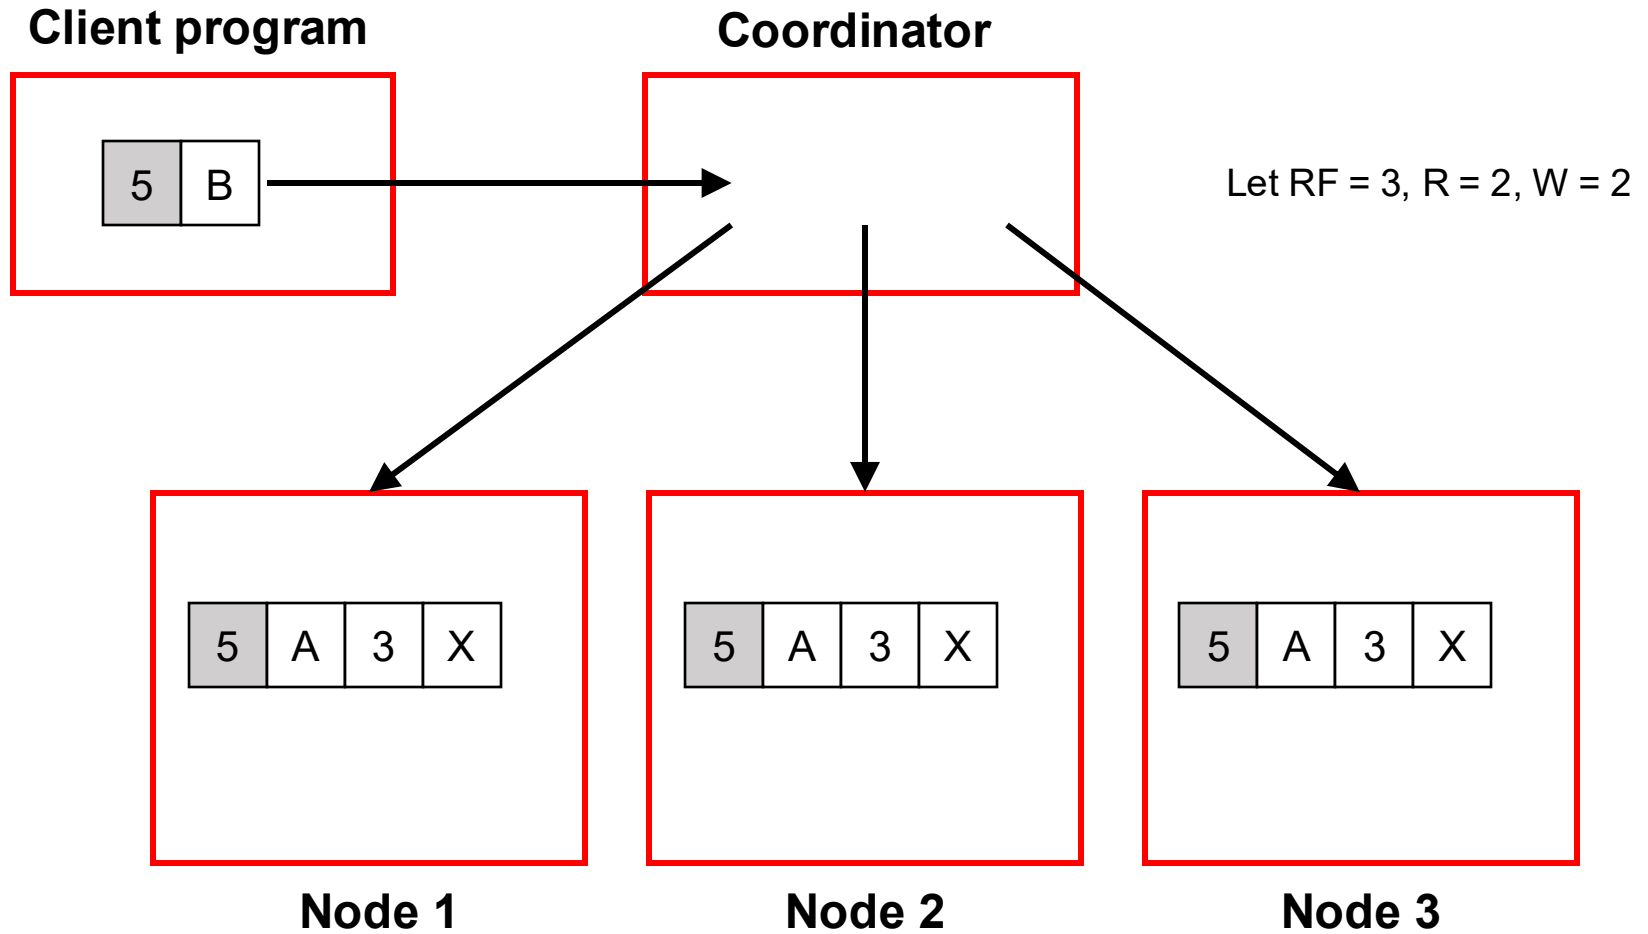 Client program
Coordinator
5 B
Let RF = 3, R = 2, W = 2
5 A 3 X
5 A 3 X
5 A 3 X
Node 1
Node 2
Node 3